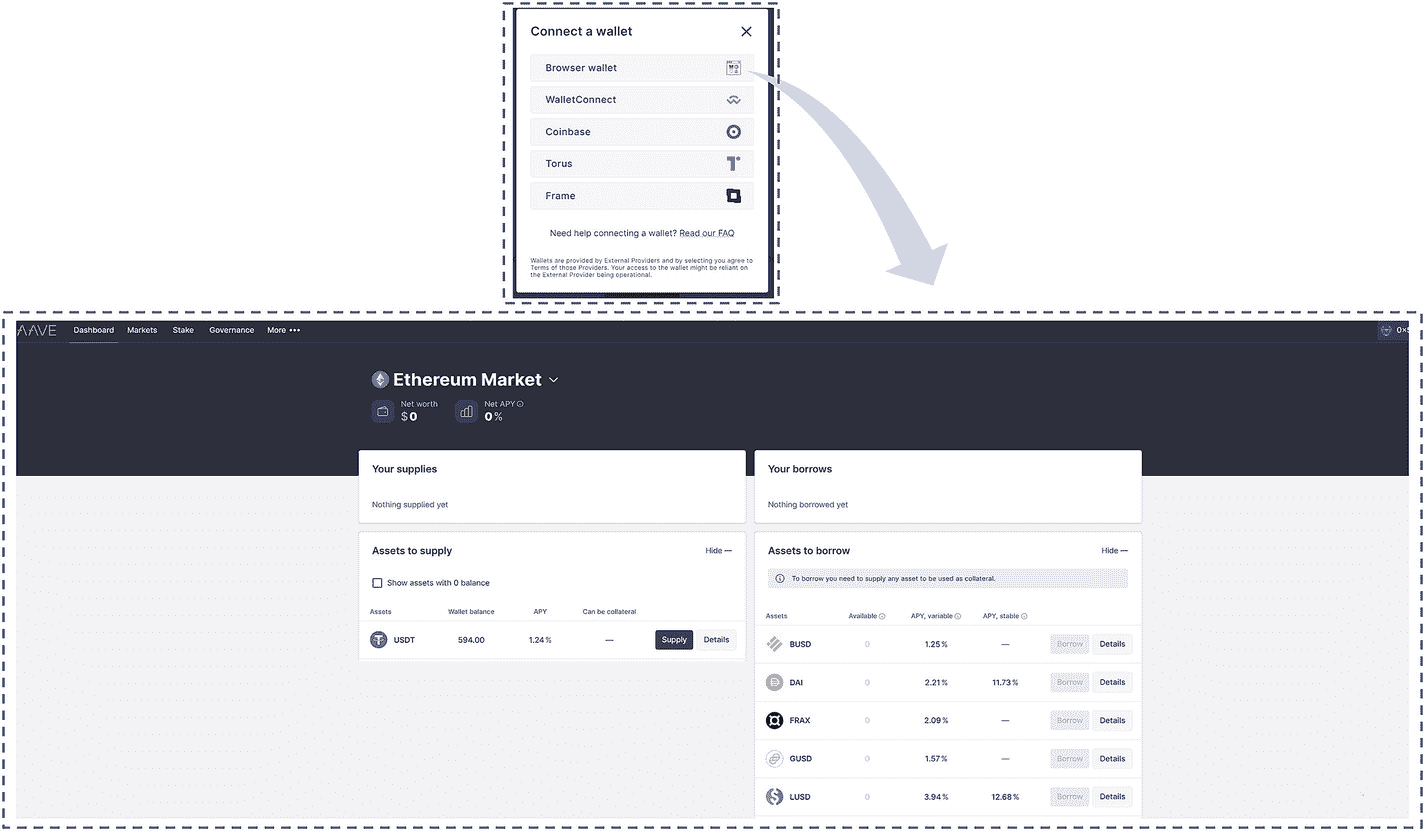 Connect a wallet
Browser wallet
WalletConnect
Coinbase
Torus
Frame
Need help connecting a wallet? Read our FAQ
Wallets are provided by External Providers and by selecting you agree to
Terms of those Providers. Your access to the wallet might be reliant on
the External Provider being operational.
AAVE Dashboard Markets Stake Governance More ••• 0x
Ethereum Market
Net worth Net APY
$0 0%
Your supplies
Nothing supplied yet
Your borrows
Nothing borrowed yet
Assets to supply Hide —
Show assets with 0 balance
Assets Wallet balance APY Can be collateral
USDT 594.00 1.24% — Supply Details
Assets to borrow Hide —
To borrow you need to supply any asset to be used as collateral.
Assets Available APY, variable APY, stable
BUSD 0 1.25% — Borrow Details
DAI 0 2.21% 11.73% Borrow Details
FRAX 0 2.09% — Borrow Details
GUSD 0 1.57% — Borrow Details
LUSD 0 3.94% 12.68% Borrow Details